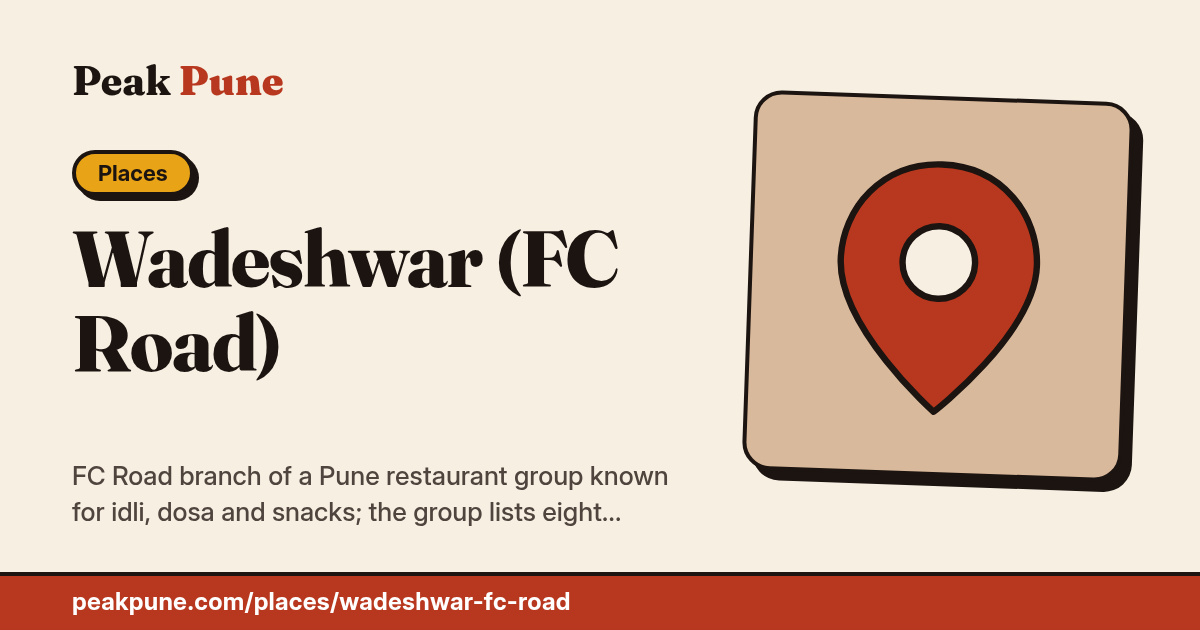 Peak Pune
Places
Wadeshwar (FC
Road)
FC Road branch of a Pune restaurant group known
for idli, dosa and snacks; the group lists eight...
peakpune.com/places/wadeshwar-fc-road